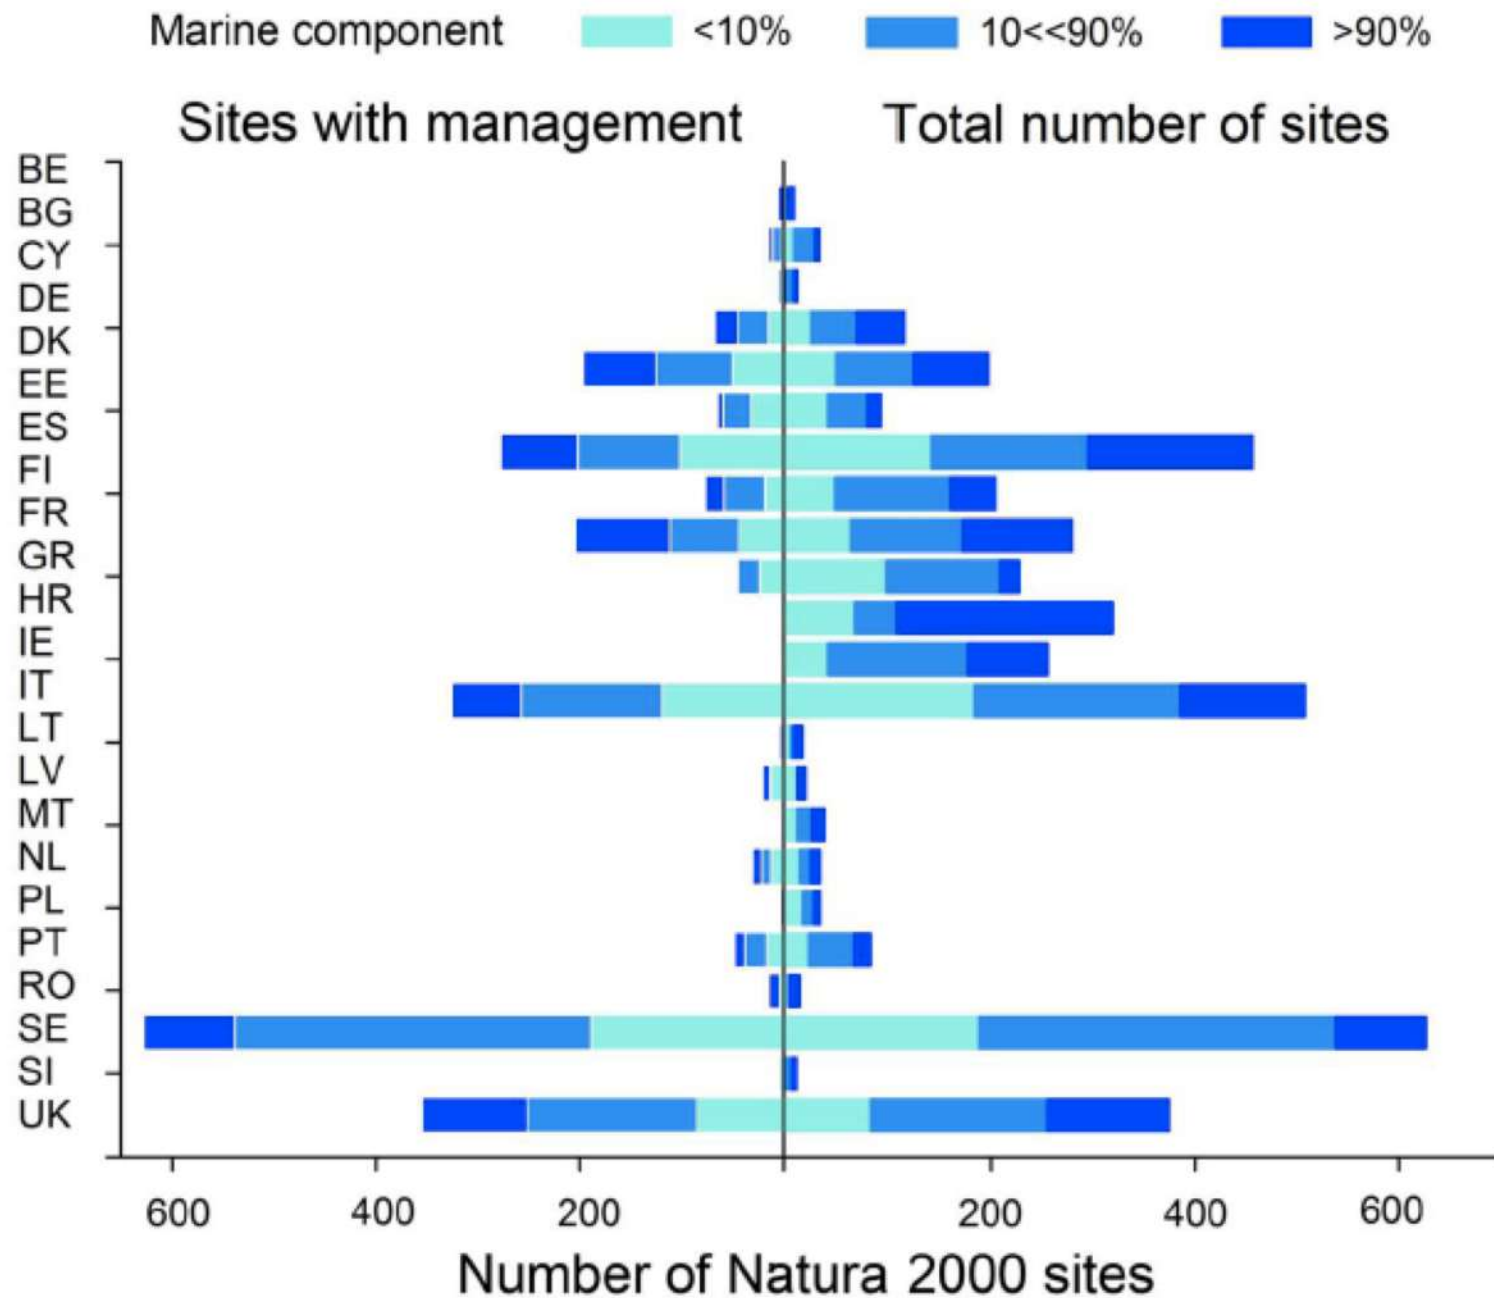 Marine component <10% 10<<90% >90%
Sites with management Total number of sites
BE
BG
CY
DE
DK
EE
ES
FI
FR
GR
HR
IE
IT
LT
LV
MT
NL
PL
PT
RO
SE
SI
UK
600 400 200 200 400 600
Number of Natura 2000 sites